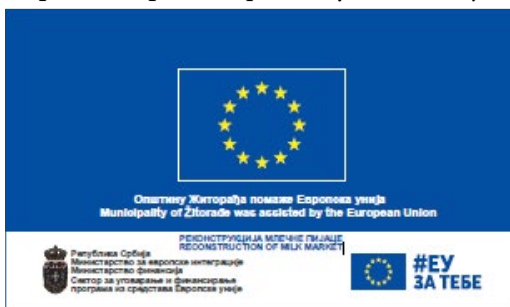 Општину Житорађа помаже Европска унија
Municipality of Žitorađe was assisted by the European Union
РЕКОНСТРУКЦИЈА МЛЕЧНЕ ПИЈАЦЕ
RECONSTRUCTION OF MILK MARKET
Република Србија
Министарство за европске интеграције
Министарство финансија
Сектор за уговарање и финансирање
програма из средстава Европске уније
#ЕУ
ЗА ТЕБЕ